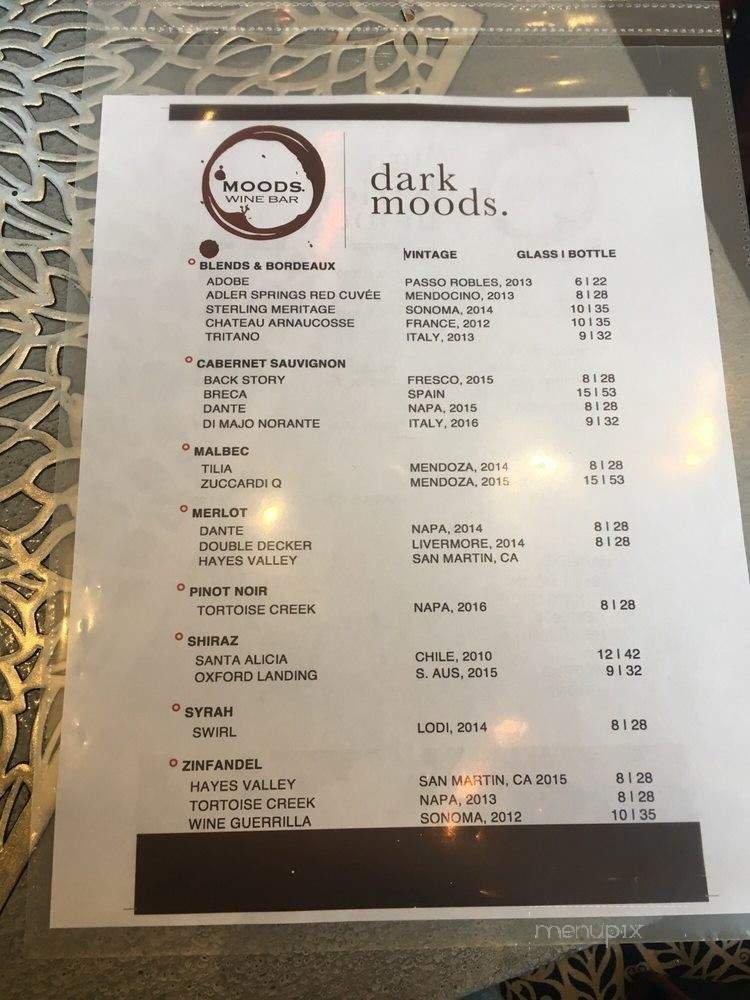 MOODS.
WINE BAR
dark
moods.
VINTAGE GLASS | BOTTLE
BLENDS & BORDEAUX
ADOBE PASSO ROBLES, 2013 6 | 22
ADLER SPRINGS RED CUVÉE MENDOCINO, 2013 8 | 28
STERLING MERITAGE SONOMA, 2014 10 | 35
CHATEAU ARNAUCOSSE FRANCE, 2012 10 | 35
TRITANO ITALY, 2013 9 | 32
CABERNET SAUVIGNON
BACK STORY FRESCO, 2015 8 | 28
BRECA SPAIN 15 | 53
DANTE NAPA, 2015 8 | 28
DI MAJO NORANTE ITALY, 2016 9 | 32
MALBEC
TILIA MENDOZA, 2014 8 | 28
ZUCCARDI Q MENDOZA, 2015 15 | 53
MERLOT
DANTE NAPA, 2014 8 | 28
DOUBLE DECKER LIVERMORE, 2014 8 | 28
HAYES VALLEY SAN MARTIN, CA
PINOT NOIR
TORTOISE CREEK NAPA, 2016 8 | 28
SHIRAZ
SANTA ALICIA CHILE, 2010 12 | 42
OXFORD LANDING S. AUS, 2015 9 | 32
SYRAH
SWIRL LODI, 2014 8 | 28
ZINFANDEL
HAYES VALLEY SAN MARTIN, CA 2015 8 | 28
TORTOISE CREEK NAPA, 2013 8 | 28
WINE GUERRILLA SONOMA, 2012 10 | 35
menupix